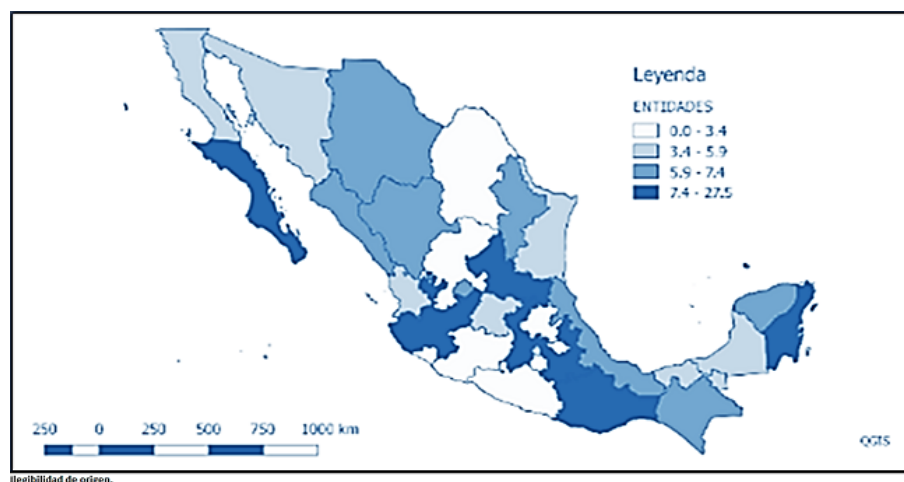 Leyenda
ENTIDADES
0.0 - 3.4
3.4 - 5.9
5.9 - 7.4
7.4 - 27.5
250 0 250 500 750 1000 km
QGIS
Ilegibilidad de origen.